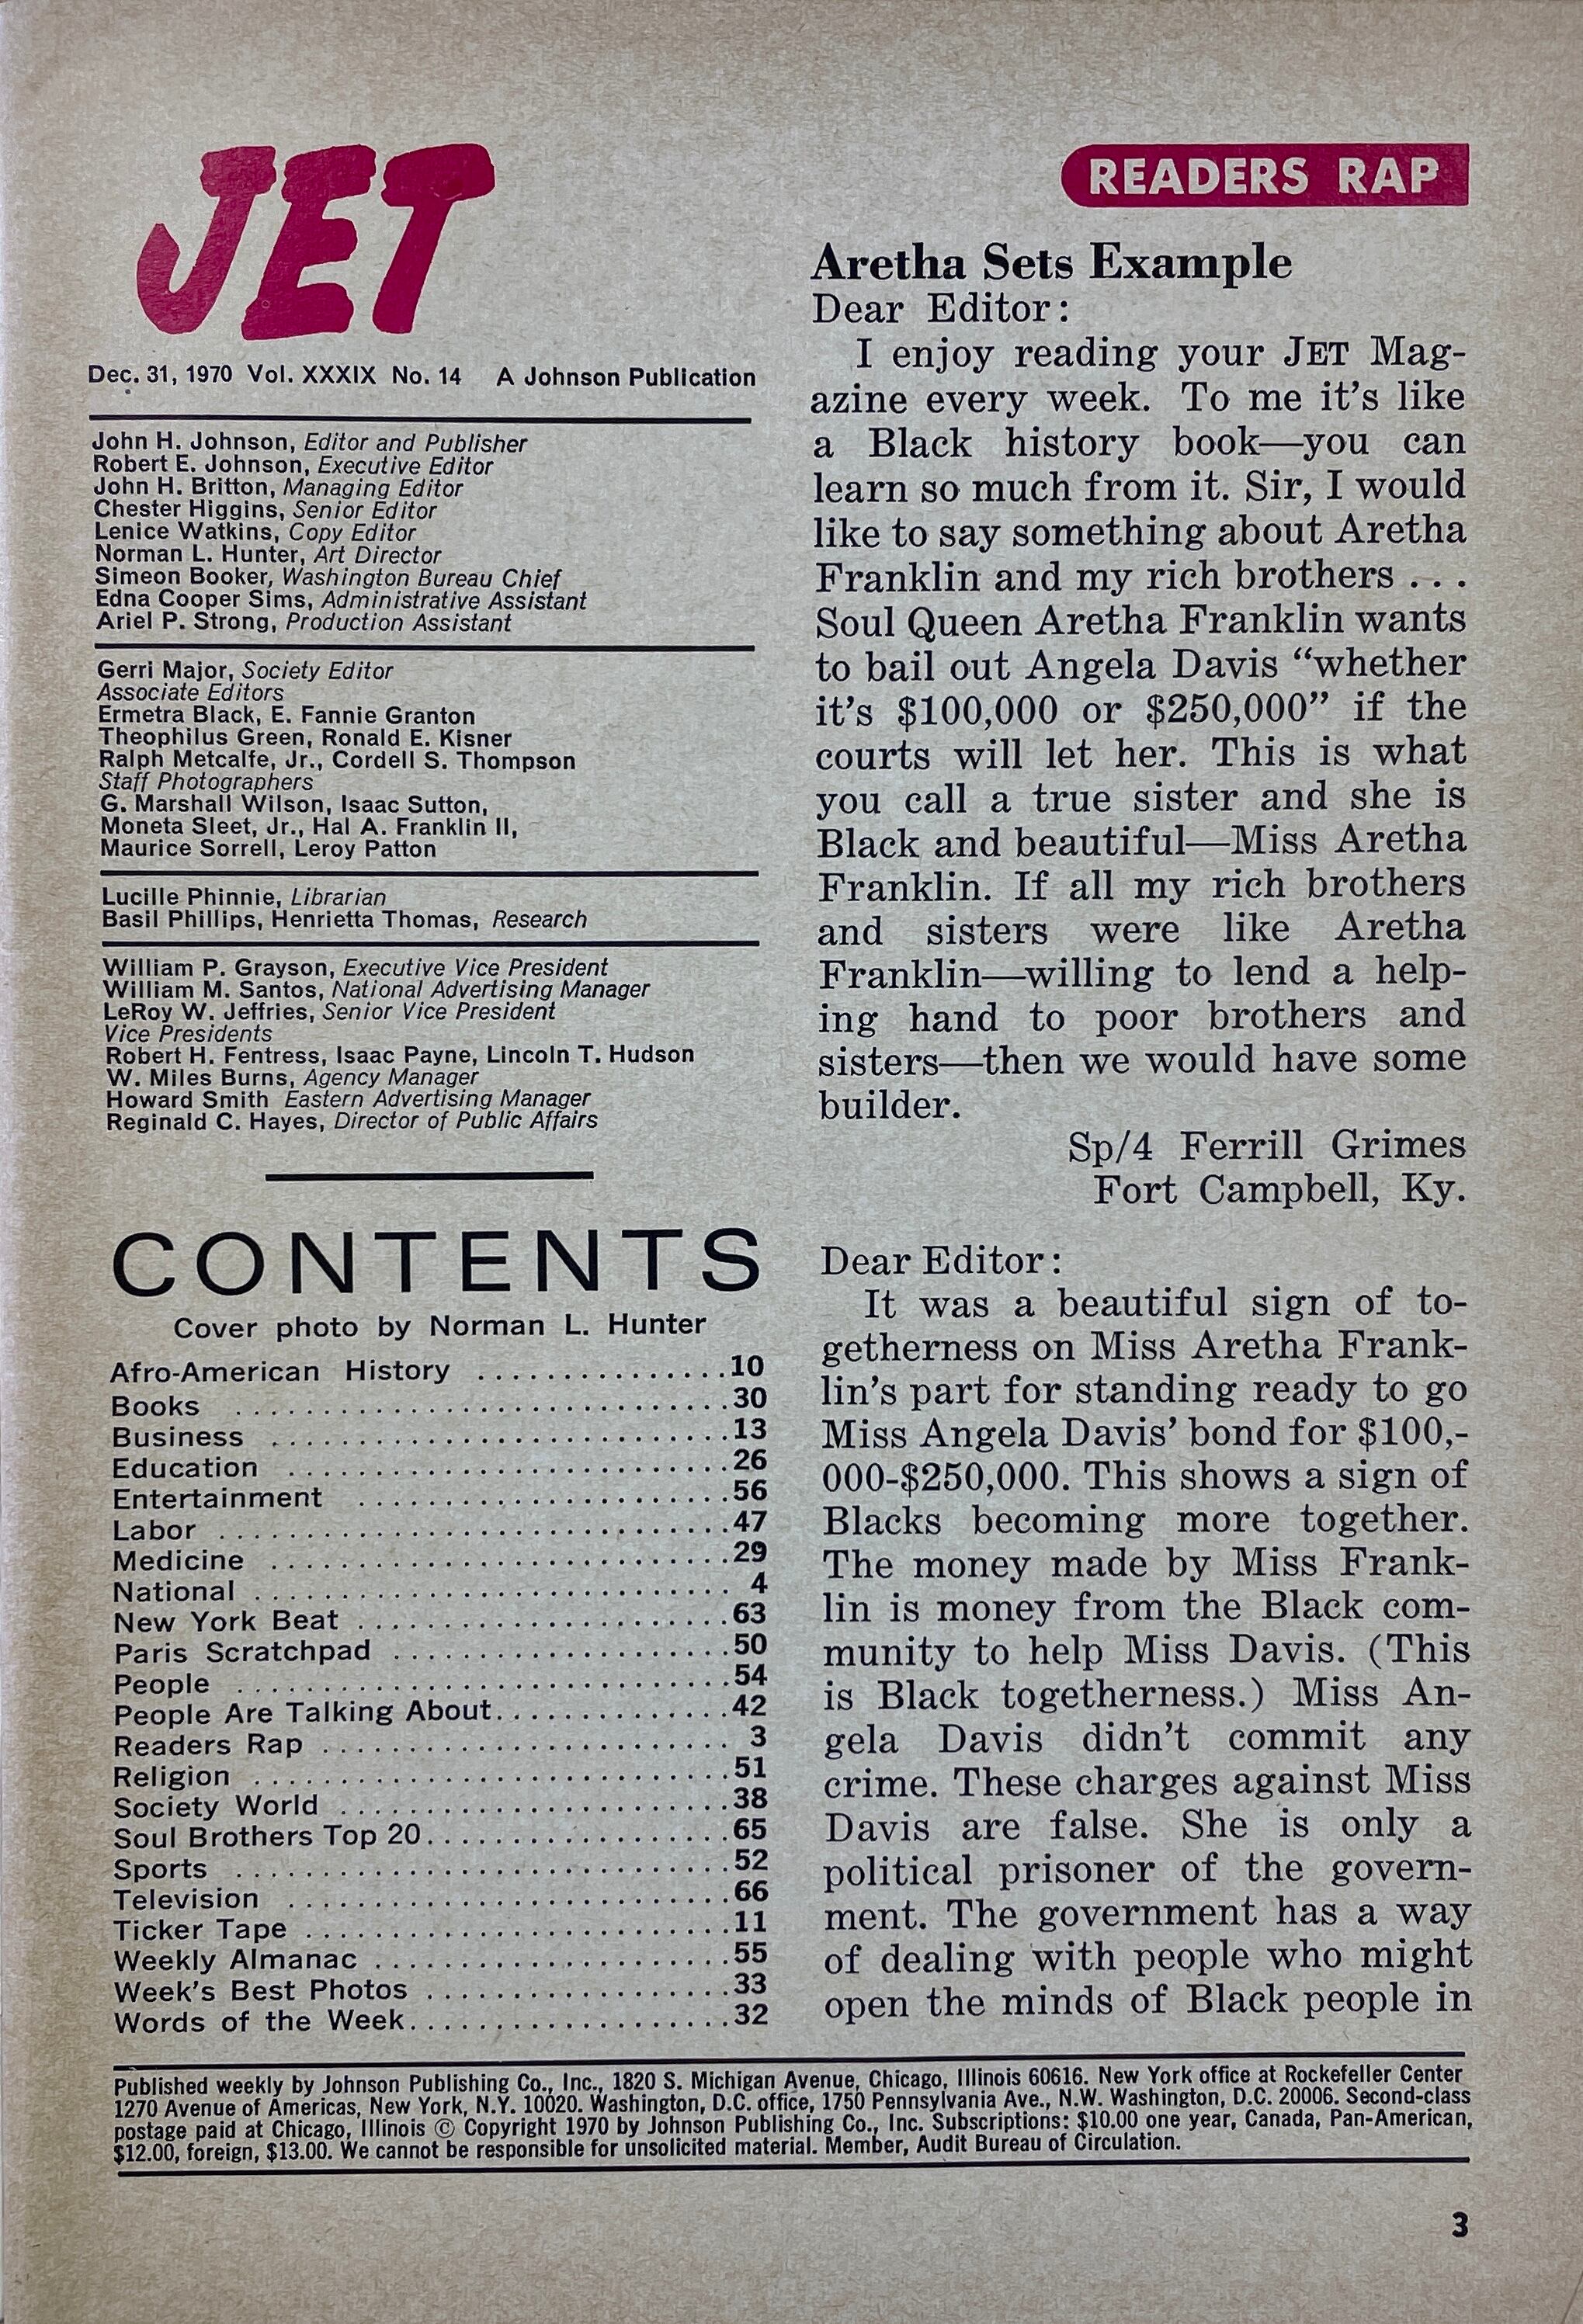 JET
Dec. 31, 1970 Vol. XXXIX No. 14 A Johnson Publication
John H. Johnson, Editor and Publisher
Robert E. Johnson, Executive Editor
John H. Britton, Managing Editor
Chester Higgins, Senior Editor
Lenice Watkins, Copy Editor
Norman L. Hunter, Art Director
Simeon Booker, Washington Bureau Chief
Edna Cooper Sims, Administrative Assistant
Ariel P. Strong, Production Assistant
Gerri Major, Society Editor
Associate Editors
Ermetra Black, E. Fannie Granton
Theophilus Green, Ronald E. Kisner
Ralph Metcalfe, Jr., Cordell S. Thompson
Staff Photographers
G. Marshall Wilson, Isaac Sutton,
Moneta Sleet, Jr., Hal A. Franklin II,
Maurice Sorrell, Leroy Patton
Lucille Phinnie, Librarian
Basil Phillips, Henrietta Thomas, Research
William P. Grayson, Executive Vice President
William M. Santos, National Advertising Manager
LeRoy W. Jeffries, Senior Vice President
Vice Presidents
Robert H. Fentress, Isaac Payne, Lincoln T. Hudson
W. Miles Burns, Agency Manager
Howard Smith Eastern Advertising Manager
Reginald C. Hayes, Director of Public Affairs
CONTENTS
Cover photo by Norman L. Hunter
Afro-American History ...............10
Books .............................30
Business ...........................13
Education ..........................26
Entertainment ......................56
Labor ..............................47
Medicine ...........................29
National ............................ 4
New York Beat ......................63
Paris Scratchpad ....................50
People .............................54
People Are Talking About..............42
Readers Rap ........................ 3
Religion ............................51
Society World .......................38
Soul Brothers Top 20..................65
Sports .............................52
Television ..........................66
Ticker Tape .........................11
Weekly Almanac .....................55
Week's Best Photos ..................33
Words of the Week...................32
READERS RAP
Aretha Sets Example
Dear Editor:
I enjoy reading your JET Mag-
azine every week. To me it's like
a Black history book—you can
learn so much from it. Sir, I would
like to say something about Aretha
Franklin and my rich brothers . . .
Soul Queen Aretha Franklin wants
to bail out Angela Davis "whether
it's $100,000 or $250,000" if the
courts will let her. This is what
you call a true sister and she is
Black and beautiful—Miss Aretha
Franklin. If all my rich brothers
and sisters were like Aretha
Franklin—willing to lend a help-
ing hand to poor brothers and
sisters—then we would have some
builder.
Sp/4 Ferrill Grimes
Fort Campbell, Ky.
Dear Editor:
It was a beautiful sign of to-
getherness on Miss Aretha Frank-
lin's part for standing ready to go
Miss Angela Davis' bond for $100,-
000-$250,000. This shows a sign of
Blacks becoming more together.
The money made by Miss Frank-
lin is money from the Black com-
munity to help Miss Davis. (This
is Black togetherness.) Miss An-
gela Davis didn't commit any
crime. These charges against Miss
Davis are false. She is only a
political prisoner of the govern-
ment. The government has a way
of dealing with people who might
open the minds of Black people in
Published weekly by Johnson Publishing Co., Inc., 1820 S. Michigan Avenue, Chicago, Illinois 60616. New York office at Rockefeller Center
1270 Avenue of Americas, New York, N.Y. 10020. Washington, D.C. office, 1750 Pennsylvania Ave., N.W. Washington, D.C. 20006. Second-class
postage paid at Chicago, Illinois © Copyright 1970 by Johnson Publishing Co., Inc. Subscriptions: $10.00 one year, Canada, Pan-American,
$12.00, foreign, $13.00. We cannot be responsible for unsolicited material. Member, Audit Bureau of Circulation.
3